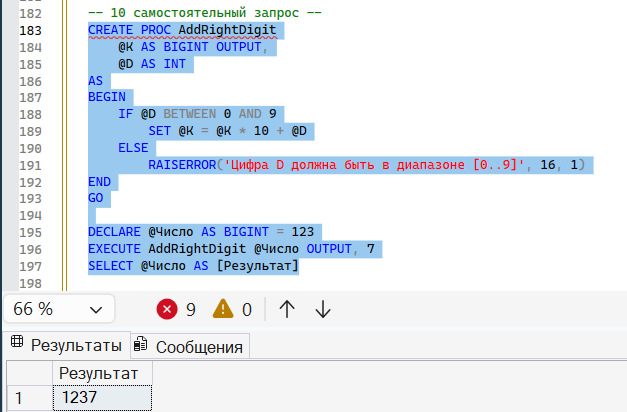 182 -- 10 самостоятельный запрос --
183 CREATE PROC AddRightDigit
184 @K AS BIGINT OUTPUT,
185 @D AS INT
186 AS
187 BEGIN
188 IF @D BETWEEN 0 AND 9
189 SET @K = @K * 10 + @D
190 ELSE
191 RAISERROR('Цифра D должна быть в диапазоне [0..9]', 16, 1)
192 END
193 GO
194
195 DECLARE @Число AS BIGINT = 123
196 EXECUTE AddRightDigit @Число OUTPUT, 7
197 SELECT @Число AS [Результат]
198
66 % 9 0
Результаты Сообщения
Результат
1 1237